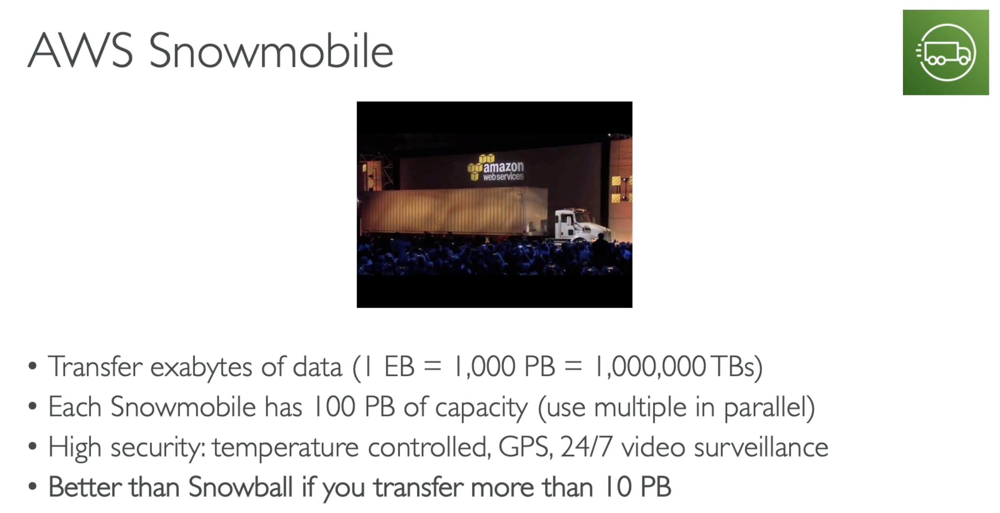 AWS Snowmobile
amazon
webservices
• Transfer exabytes of data (1 EB = 1,000 PB = 1,000,000 TBs)
• Each Snowmobile has 100 PB of capacity (use multiple in parallel)
• High security: temperature controlled, GPS, 24/7 video surveillance
• Better than Snowball if you transfer more than 10 PB